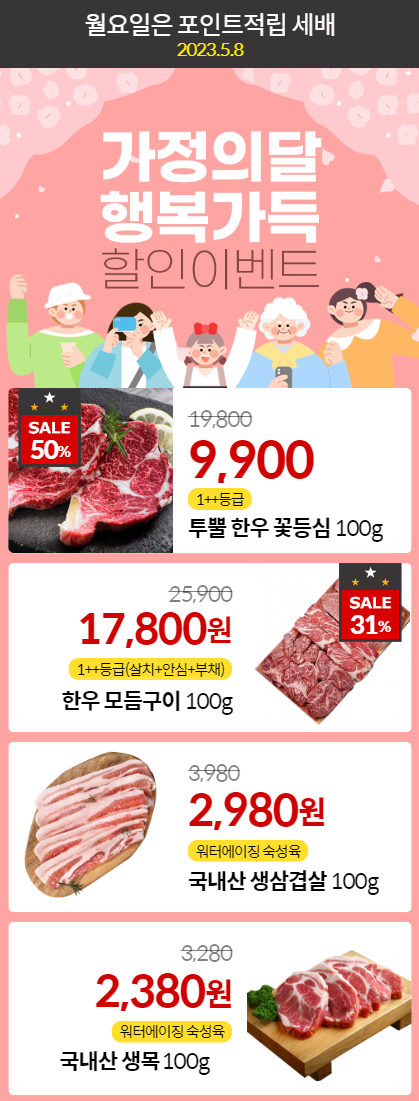 월요일은 포인트적립 세배
2023.5.8
가정의달
행복가득
할인이벤트
SALE
50%
19,800
9,900
1++등급
투뿔 한우 꽃등심 100g
25,900
17,800원
1++등급(살치+안심+부채)
한우 모듬구이 100g
SALE
31%
3,980
2,980원
워터에이징 숙성육
국내산 생삼겹살 100g
3,280
2,380원
워터에이징 숙성육
국내산 생목 100g